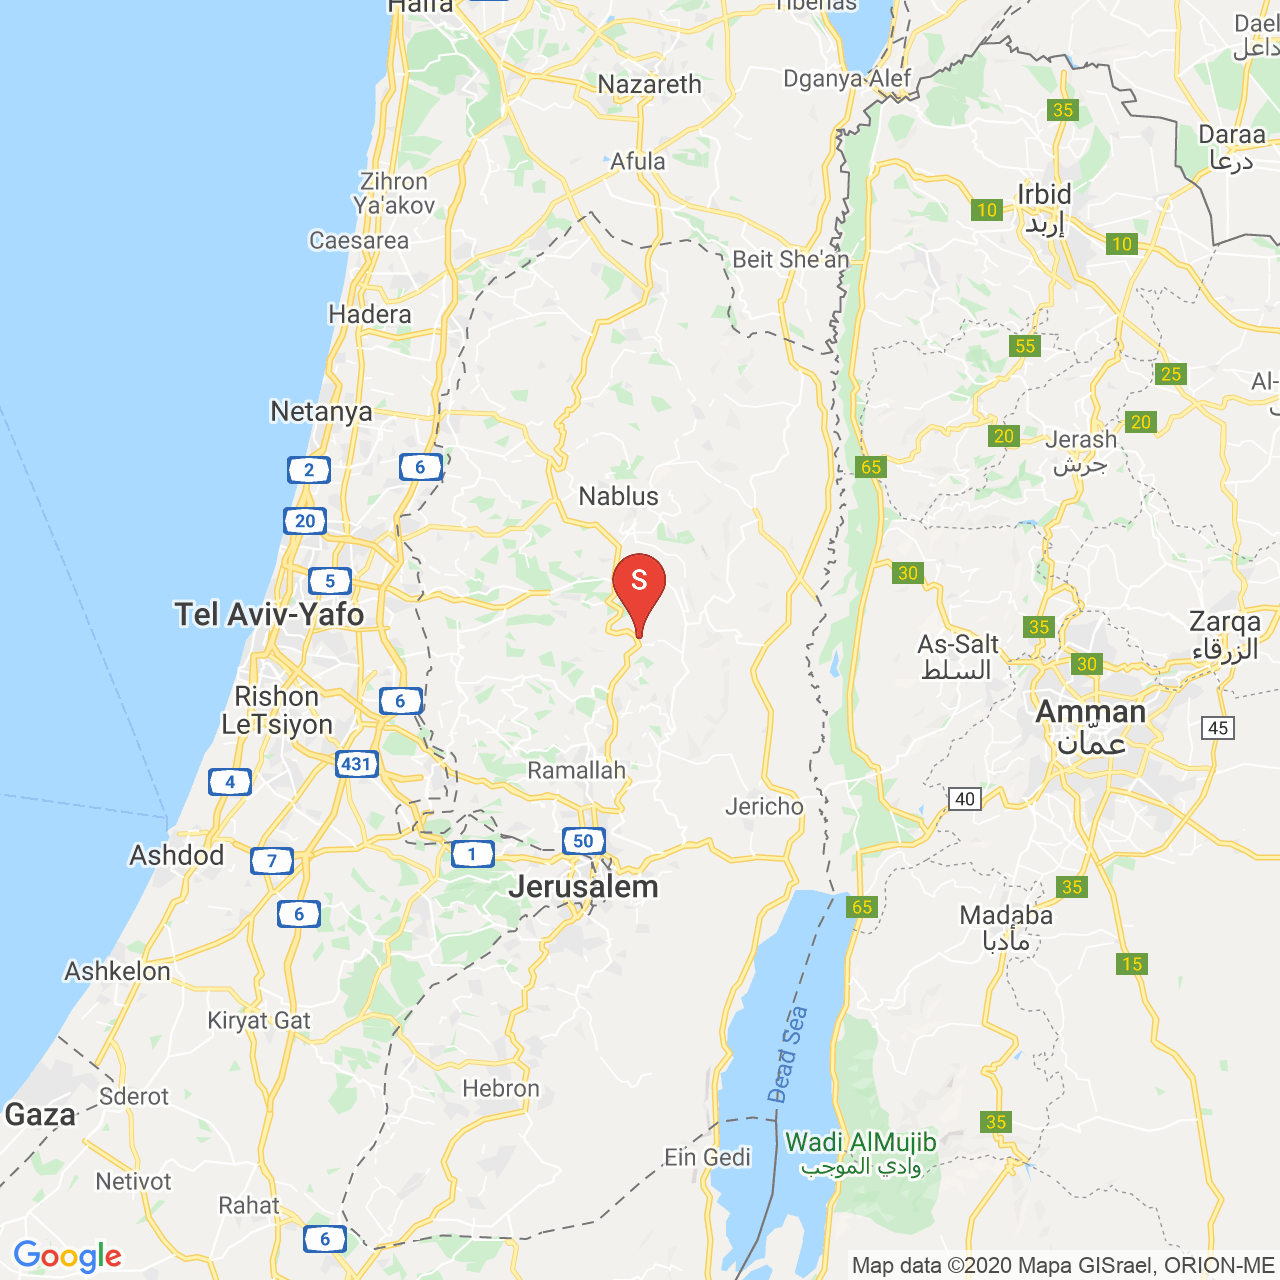 Haifa
Tiberias
Nazareth
Dganya Alef
35
Daraa
درعا
Afula
Zihron
Ya'akov
Irbid
إربد
10
Caesarea
10
Beit She'an
Hadera
55
25
Netanya
20
20
Jerash
جرش
2
6
65
Nablus
20
5
30
S
Tel Aviv-Yafo
35
Zarqa
الزرقاء
As-Salt
السلط
30
Rishon
LeTsiyon
6
Amman
عمّان
45
431
4
Ramallah
Jericho
40
50
Ashdod
7
1
Jerusalem
35
6
65
Madaba
مأدبا
Ashkelon
15
Kiryat Gat
Dead Sea
Hebron
Sderot
Gaza
35
Wadi AlMujib
وادي الموجب
Ein Gedi
Netivot
Rahat
6
Google
Map data ©2020 Mapa GISrael, ORION-ME